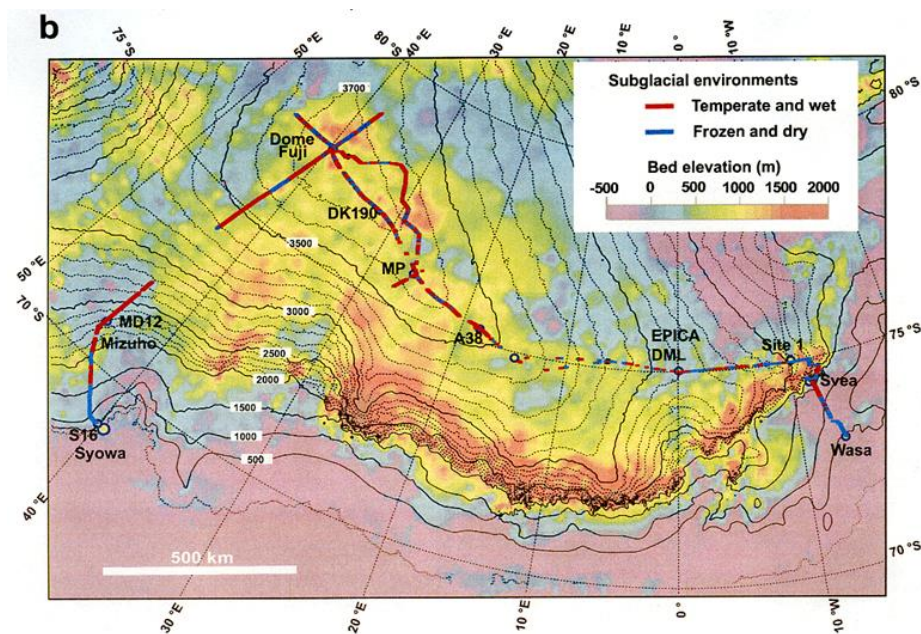 b
75 °S
50 °E
80 °S
40 °E
30 °E
20 °E
10 °E
0 °
10 °W
80 °S
3700
Subglacial environments
Temperate and wet
Frozen and dry
Bed elevation (m)
-500 0 500 1000 1500 2000
Dome
Fuji
DK190
3500
MP
50 °E
70 °S
3000
MD12
Mizuho
2500
2000
A38
EPICA
DML
Site 1
75 °S
Svea
1500
S16
Syowa
1000
500
Wasa
40 °E
500 km
70 °S
30 °E
20 °E
10 °E
0 °
10 °W